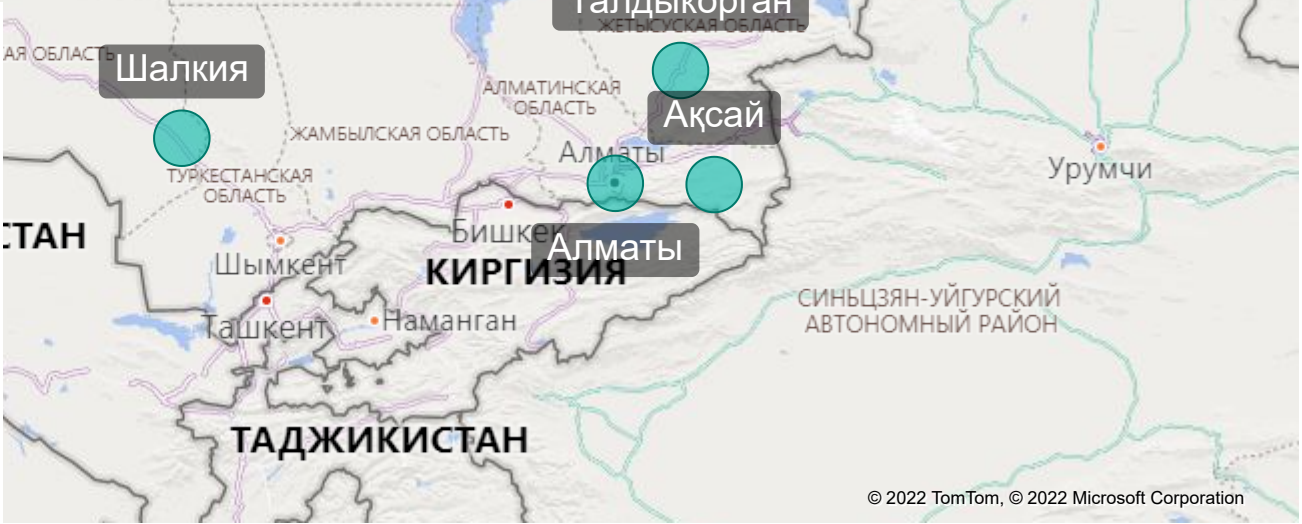 Талдыкорган
ЖЕТЫСУСКАЯ ОБЛАСТЬ
АЯ ОБЛАСТЬ
Шалкия
АЛМАТИНСКАЯ
ОБЛАСТЬ
Ақсай
ЖАМБЫЛСКАЯ ОБЛАСТЬ
Алматы
Урумчи
ТУРКЕСТАНСКАЯ
ОБЛАСТЬ
СТАН
Бишкек
Алматы
Шымкент
КИРГИЗИЯ
СИНЬЦЗЯН-УЙГУРСКИЙ
АВТОНОМНЫЙ РАЙОН
Ташкент
Наманган
ТАДЖИКИСТАН
© 2022 TomTom, © 2022 Microsoft Corporation